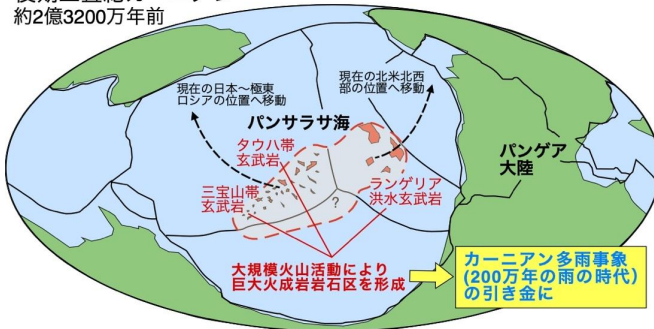 約2億3200万年前
現在の日本〜極東
ロシアの位置へ移動
現在の北米北西
部の位置へ移動
パンサラサ海
タウハ帯
玄武岩
三宝山帯
玄武岩
ランゲリア
洪水玄武岩
?
パンゲア
大陸
大規模火山活動により
巨大火成岩岩石区を形成
カーニアン多雨事象
(200万年の雨の時代)
の引き金に